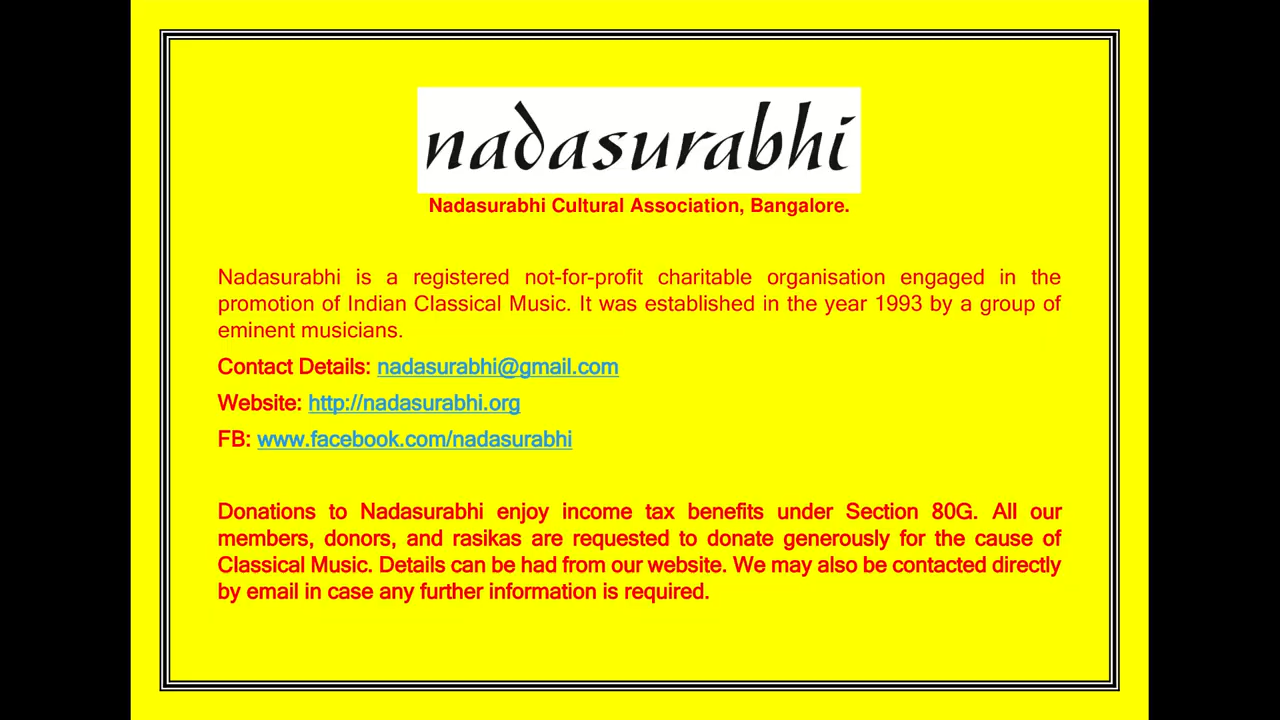 nadasurabhi
Nadasurabhi Cultural Association, Bangalore.
Nadasurabhi is a registered not-for-profit charitable organisation engaged in the
promotion of Indian Classical Music. It was established in the year 1993 by a group of
eminent musicians.
Contact Details: nadasurabhi@gmail.com
Website: http://nadasurabhi.org
FB: www.facebook.com/nadasurabhi
Donations to Nadasurabhi enjoy income tax benefits under Section 80G. All our
members, donors, and rasikas are requested to donate generously for the cause of
Classical Music. Details can be had from our website. We may also be contacted directly
by email in case any further information is required.